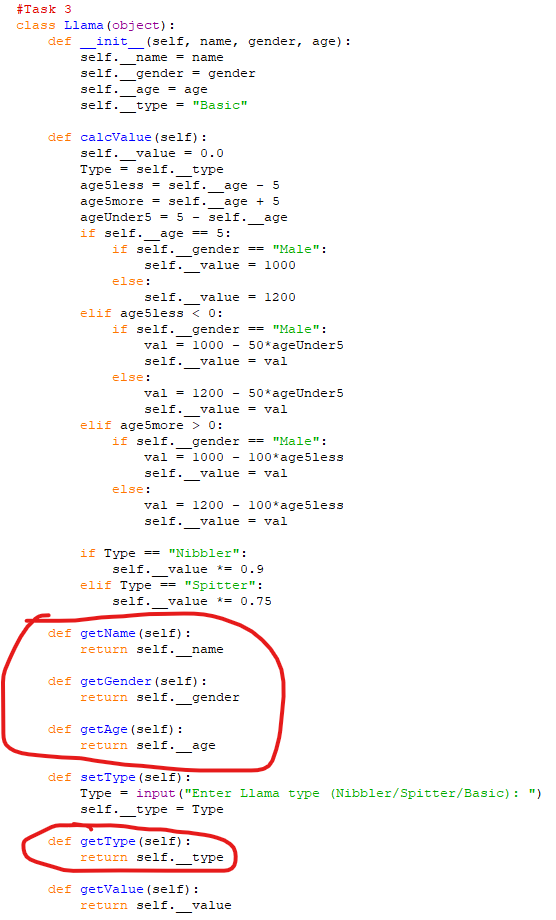 #Task 3
class Llama(object):
    def __init__(self, name, gender, age):
        self.__name = name
        self.__gender = gender
        self.__age = age
        self.__type = "Basic"

    def calcValue(self):
        self.__value = 0.0
        Type = self.__type
        age5less = self.__age - 5
        age5more = self.__age + 5
        ageUnder5 = 5 - self.__age
        if self.__age == 5:
            if self.__gender == "Male":
                self.__value = 1000
            else:
                self.__value = 1200
        elif age5less < 0:
            if self.__gender == "Male":
                val = 1000 - 50*ageUnder5
                self.__value = val
            else:
                val = 1200 - 50*ageUnder5
                self.__value = val
        elif age5more > 0:
            if self.__gender == "Male":
                val = 1000 - 100*age5less
                self.__value = val
            else:
                val = 1200 - 100*age5less
                self.__value = val

        if Type == "Nibbler":
            self.__value *= 0.9
        elif Type == "Spitter":
            self.__value *= 0.75

    def getName(self):
        return self.__name

    def getGender(self):
        return self.__gender

    def getAge(self):
        return self.__age

    def setType(self):
        Type = input("Enter Llama type (Nibbler/Spitter/Basic): ")
        self.__type = Type

    def getType(self):
        return self.__type

    def getValue(self):
        return self.__value